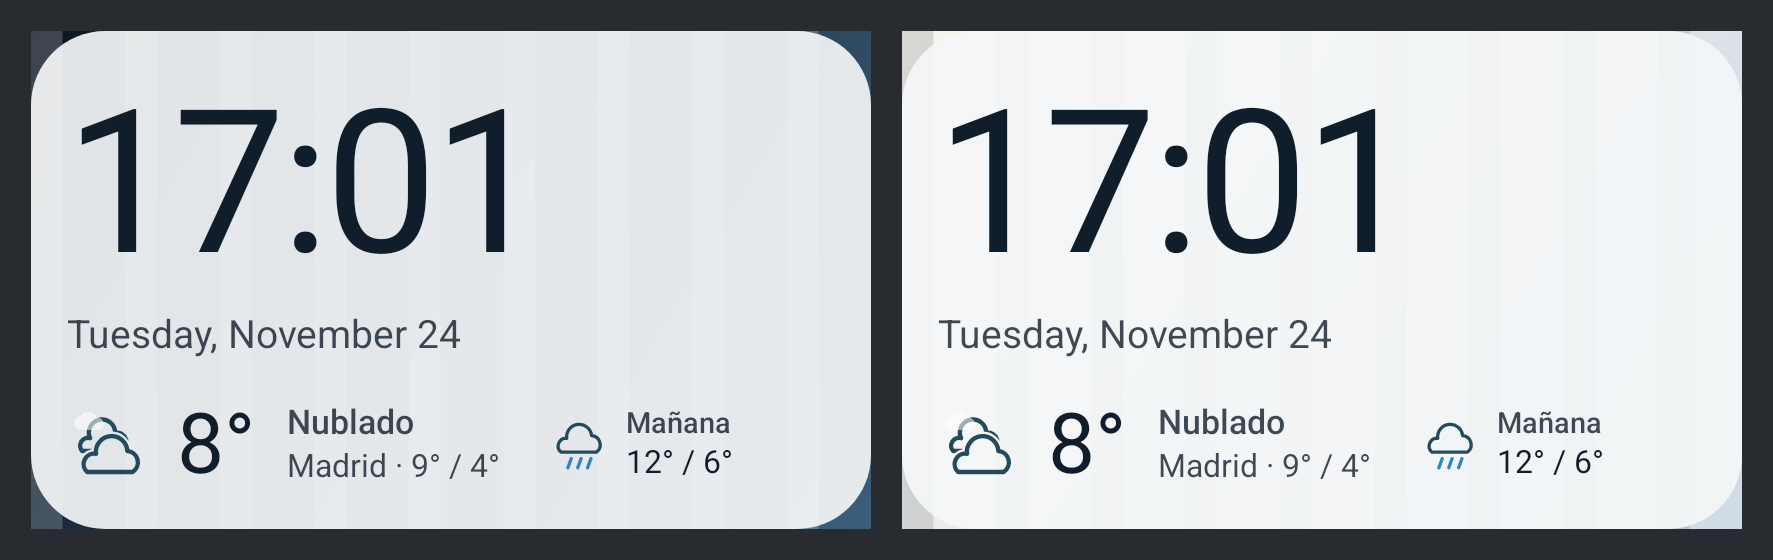 17:01
Tuesday, November 24
8°
Nublado
Madrid · 9° / 4°
Mañana
12° / 6°
17:01
Tuesday, November 24
8°
Nublado
Madrid · 9° / 4°
Mañana
12° / 6°